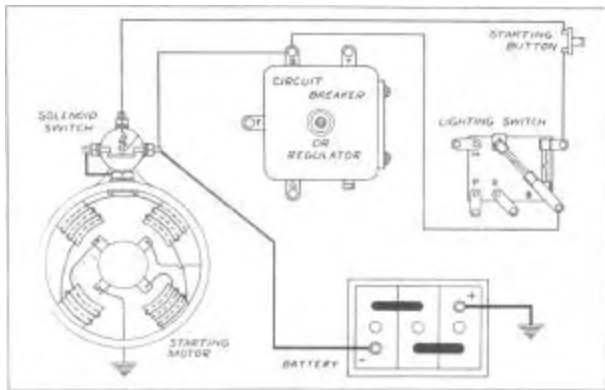 STARTING
BUTTON
CIRCUIT
BREAKER
OR
REGULATOR
SOLENOID
SWITCH
LIGHTING SWITCH
STARTING
MOTOR
BATTERY
+
-